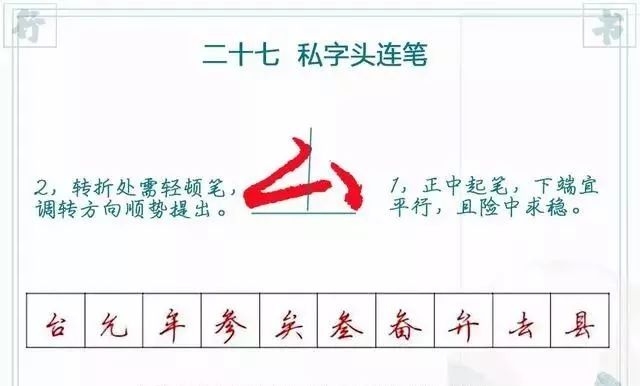 行
书
二十七 私字头连笔
厶
2，转折处需轻顿笔，
调转方向顺势提出。
1，正中起笔，下端宜
平行，且险中求稳。
台 允 牟 参 矣 叁 畚 弁 去 县